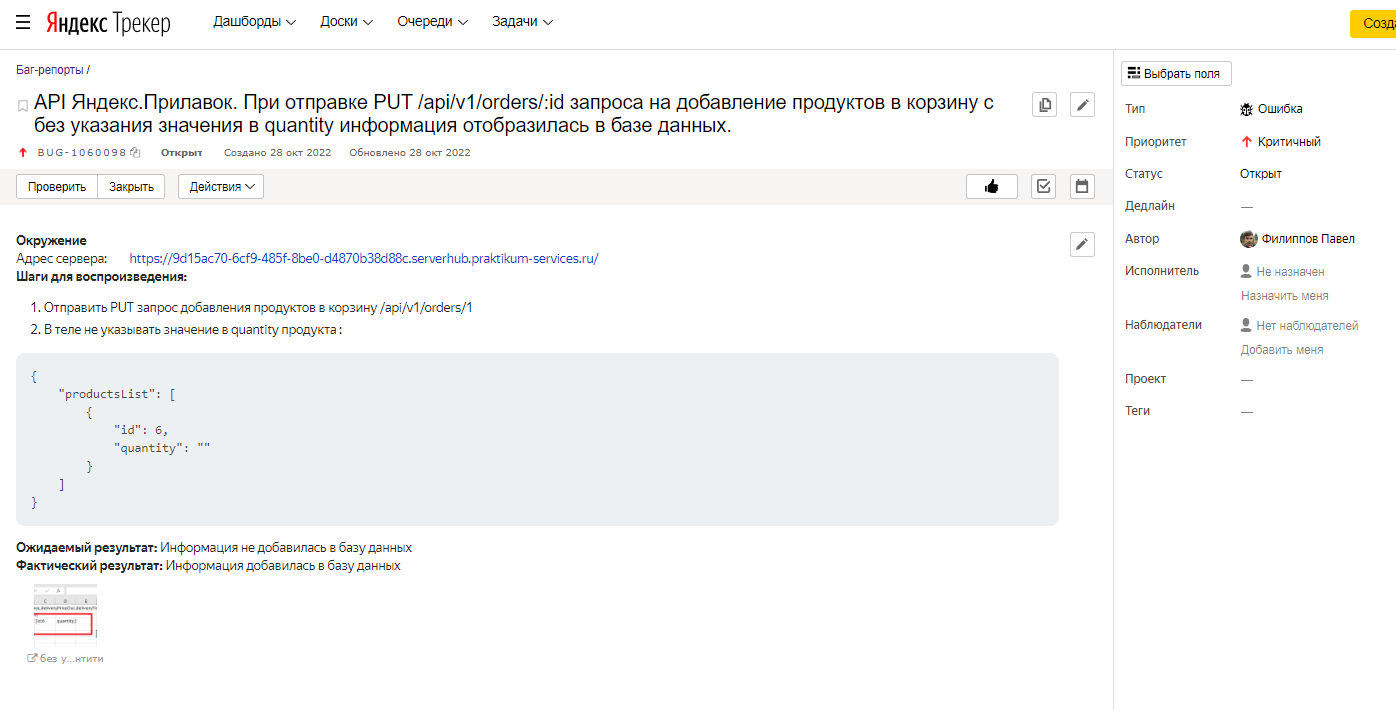 Яндекс Трекер Дашборды Доски Очереди Задачи Созда
Баг-репорты /
API Яндекс.Прилавок. При отправке PUT /api/v1/orders/:id запроса на добавление продуктов в корзину с
без указания значения в quantity информация отобразилась в базе данных.
BUG-1060098 Открыт Создано 28 окт 2022 Обновлено 28 окт 2022
Проверить Закрыть Действия
Окружение
Адрес сервера: https://9d15ac70-6cf9-485f-8be0-d4870b38d88c.serverhub.praktikum-services.ru/
Шаги для воспроизведения:
1. Отправить PUT запрос добавления продуктов в корзину /api/v1/orders/1
2. В теле не указывать значение в quantity продукта:
{
"productsList": [
{
"id": 6,
"quantity": ""
}
]
}
Ожидаемый результат: Информация не добавилась в базу данных
Фактический результат: Информация добавилась в базу данных
без у...нтити
Выбрать поля
Тип Ошибка
Приоритет Критичный
Статус Открыт
Дедлайн —
Автор Филиппов Павел
Исполнитель Не назначен
Назначить меня
Наблюдатели Нет наблюдателей
Добавить меня
Проект —
Теги —